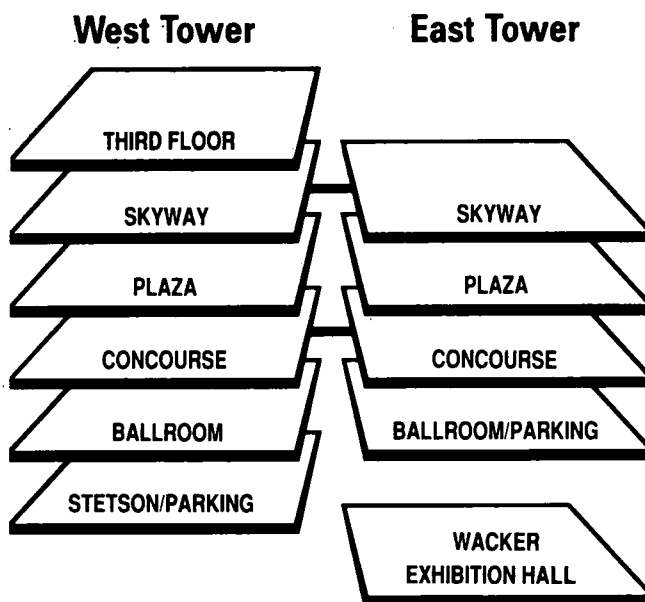 West Tower
East Tower
THIRD FLOOR
SKYWAY
SKYWAY
PLAZA
PLAZA
CONCOURSE
CONCOURSE
BALLROOM
BALLROOM/PARKING
STETSON/PARKING
WACKER
EXHIBITION HALL